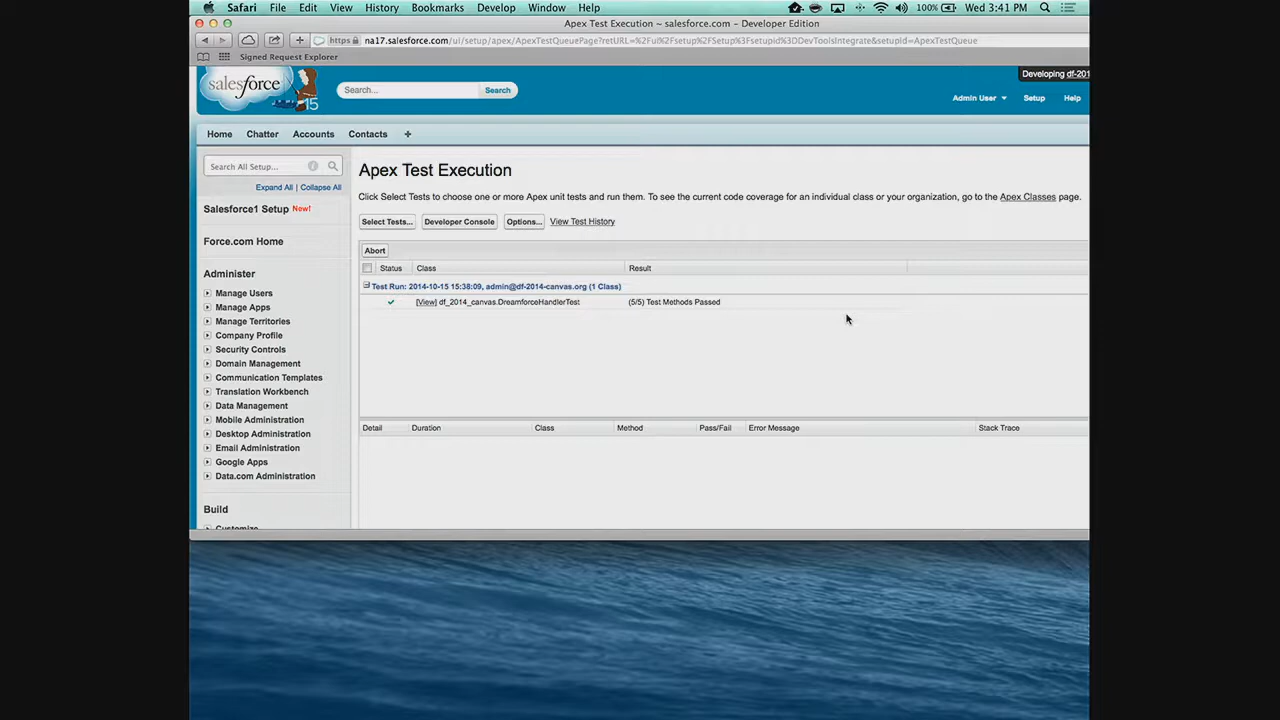 Safari File Edit View History Bookmarks Develop Window Help 100% Wed 3:41 PM
Apex Test Execution ~ salesforce.com – Developer Edition
https na17.salesforce.com/ui/setup/apex/ApexTestQueuePage?retURL=%2Fui%2Fsetup%2FSetup%3Fsetupid%3DDevToolsIntegrate&setupid=ApexTestQueue
Signed Request Explorer
salesforce
15
Search...
Search
Developing df-201
Admin User Setup Help
Home Chatter Accounts Contacts +
Search All Setup...
Expand All | Collapse All
Salesforce1 Setup New!
Force.com Home
Administer
Manage Users
Manage Apps
Manage Territories
Company Profile
Security Controls
Domain Management
Communication Templates
Translation Workbench
Data Management
Mobile Administration
Desktop Administration
Email Administration
Google Apps
Data.com Administration
Build
Customize
Apex Test Execution
Click Select Tests to choose one or more Apex unit tests and run them. To see the current code coverage for an individual class or your organization, go to the Apex Classes page.
Select Tests... Developer Console Options... View Test History
Abort
Status Class Result
Test Run: 2014-10-15 15:38:09, admin@df-2014-canvas.org (1 Class)
[View] df_2014_canvas.DreamforceHandlerTest (5/5) Test Methods Passed
Detail Duration Class Method Pass/Fail Error Message Stack Trace